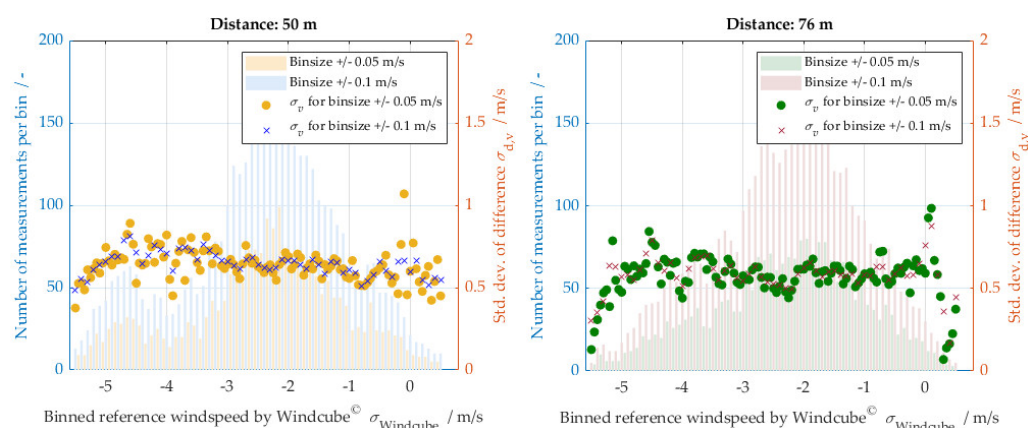 Distance: 50 m
Number of measurements per bin / -
200
150
100
50
0
2
1.5
1
0.5
0
Std. dev. of difference σd,v / m/s
Binsize +/- 0.05 m/s
Binsize +/- 0.1 m/s
σv for binsize +/- 0.05 m/s
σv for binsize +/- 0.1 m/s
-5 -4 -3 -2 -1 0
Binned reference windspeed by Windcube© σWindcube / m/s
Distance: 76 m
Number of measurements per bin / -
200
150
100
50
0
2
1.5
1
0.5
0
Std. dev. of difference σd,v / m/s
Binsize +/- 0.05 m/s
Binsize +/- 0.1 m/s
σv for binsize +/- 0.05 m/s
σv for binsize +/- 0.1 m/s
-5 -4 -3 -2 -1 0
Binned reference windspeed by Windcube© σWindcube / m/s